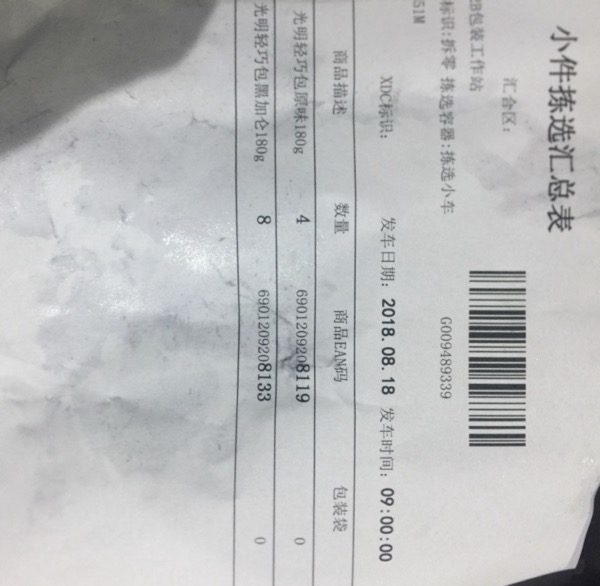 小件拣选汇总表
汇合区:
G009489339
B包装工作站
标识:拆零 拣选容器:拣选小车
51M
XDC标识: 发车日期: 2018.08.18 发车时间: 09:00:00
商品描述 数量 商品EAN码 包装袋
光明轻巧包原味180g 4 6901209208119 0
光明轻巧包黑加仑180g 8 6901209208133 0